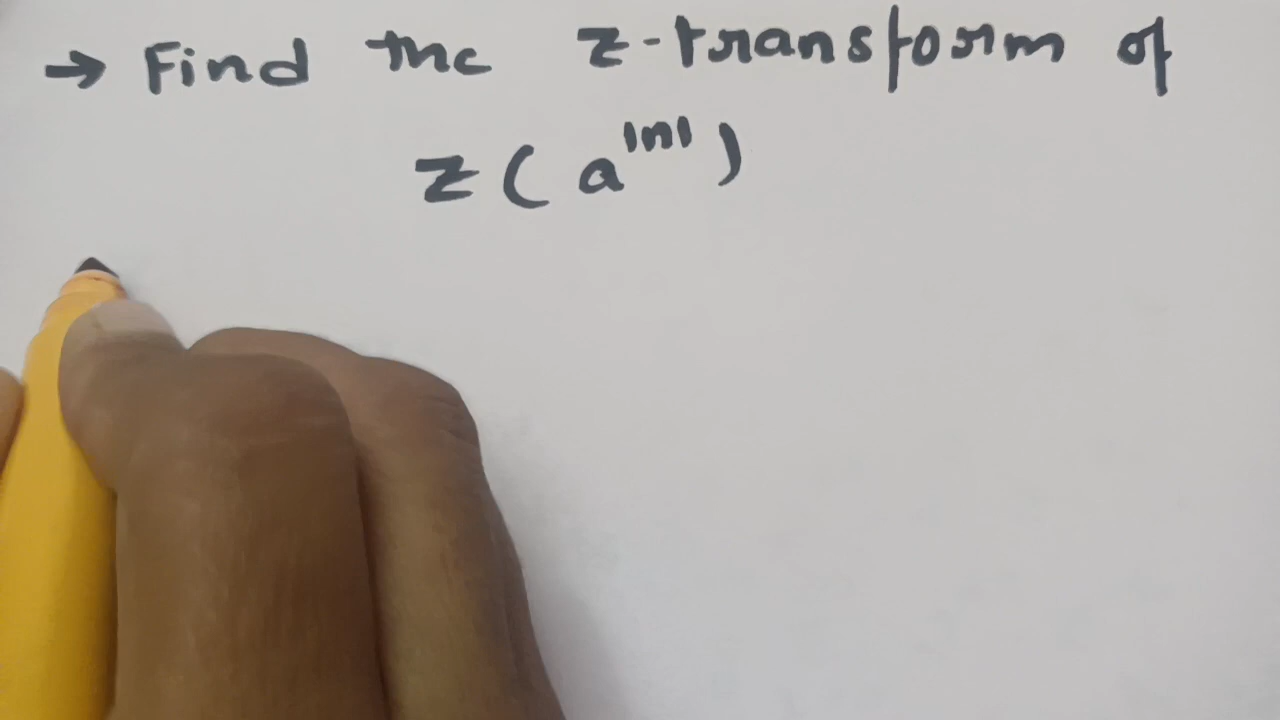 → Find the z-transform of
z(a^|n|)